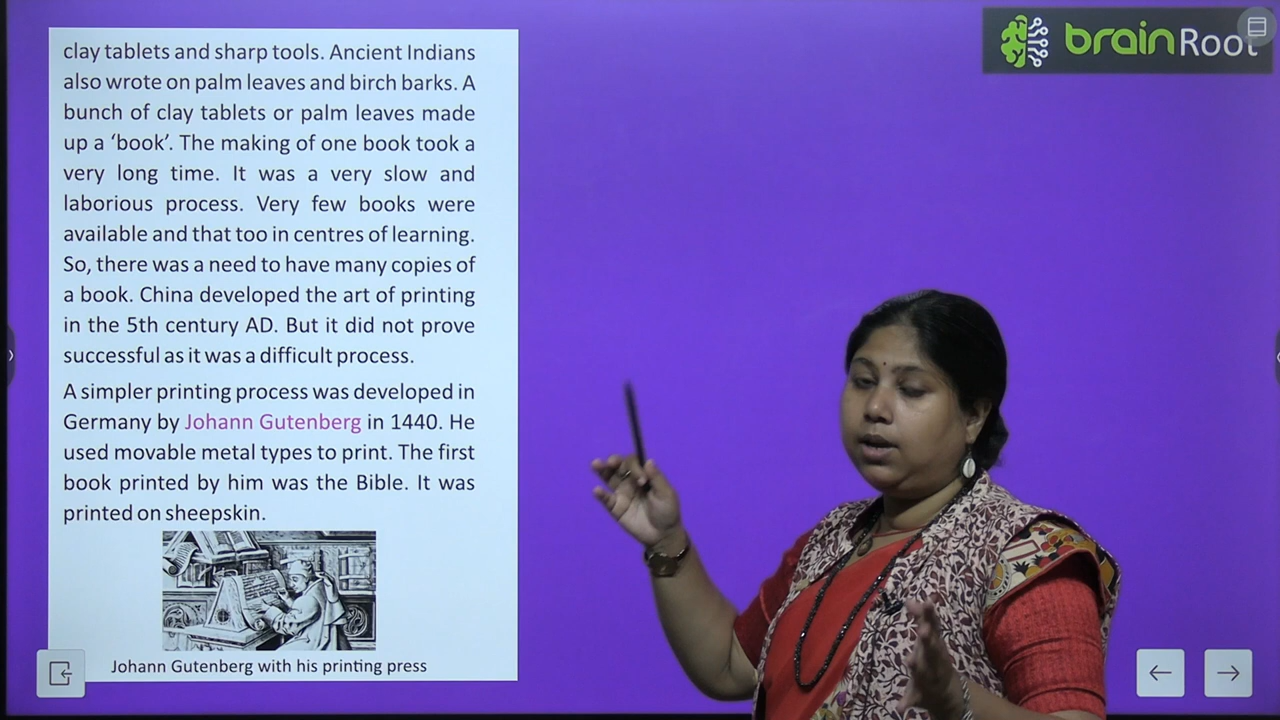 clay tablets and sharp tools. Ancient Indians
also wrote on palm leaves and birch barks. A
bunch of clay tablets or palm leaves made
up a ‘book’. The making of one book took a
very long time. It was a very slow and
laborious process. Very few books were
available and that too in centres of learning.
So, there was a need to have many copies of
a book. China developed the art of printing
in the 5th century AD. But it did not prove
successful as it was a difficult process.
A simpler printing process was developed in
Germany by Johann Gutenberg in 1440. He
used movable metal types to print. The first
book printed by him was the Bible. It was
printed on sheepskin.
Johann Gutenberg with his printing press
brainRoot